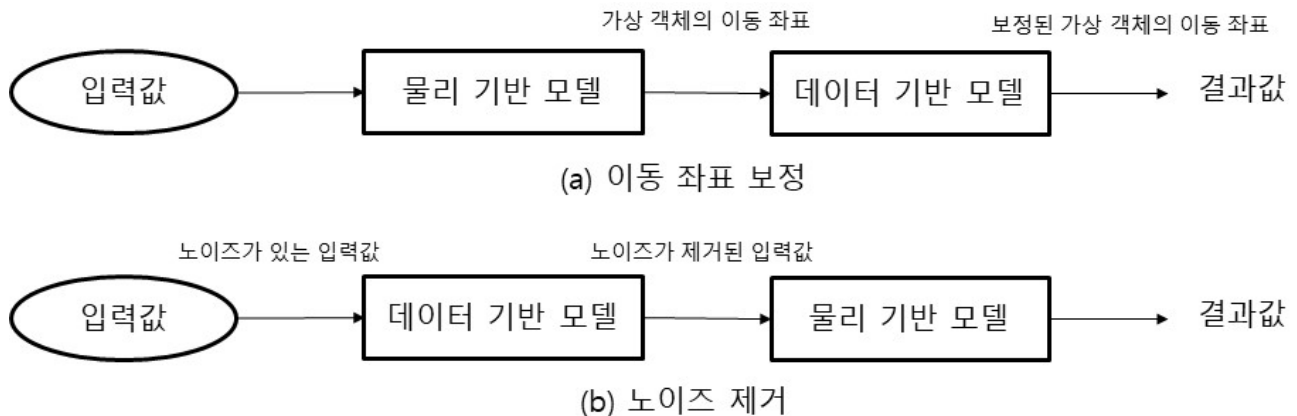 가상 객체의 이동 좌표 보정된 가상 객체의 이동 좌표
입력값 물리 기반 모델 데이터 기반 모델 결과값
(a) 이동 좌표 보정
노이즈가 있는 입력값 노이즈가 제거된 입력값
입력값 데이터 기반 모델 물리 기반 모델 결과값
(b) 노이즈 제거